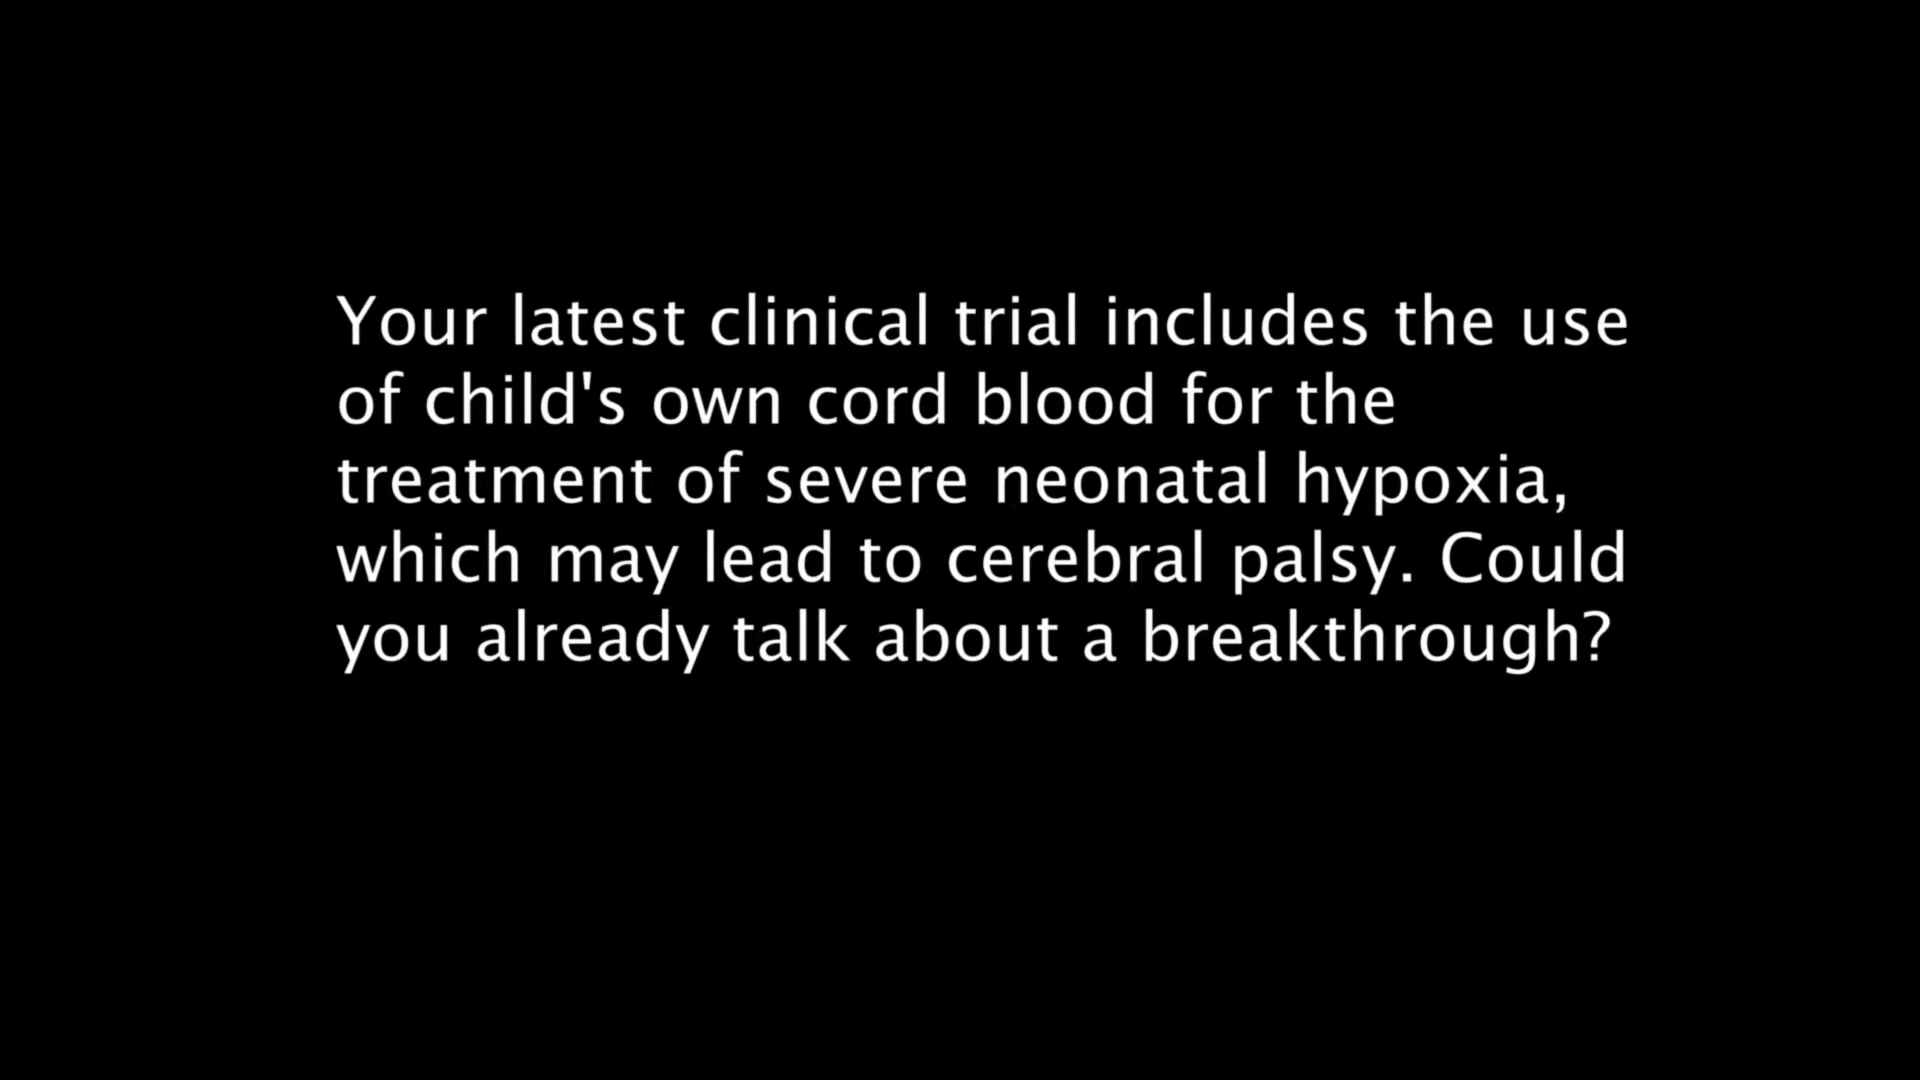 Your latest clinical trial includes the use
of child's own cord blood for the
treatment of severe neonatal hypoxia,
which may lead to cerebral palsy. Could
you already talk about a breakthrough?